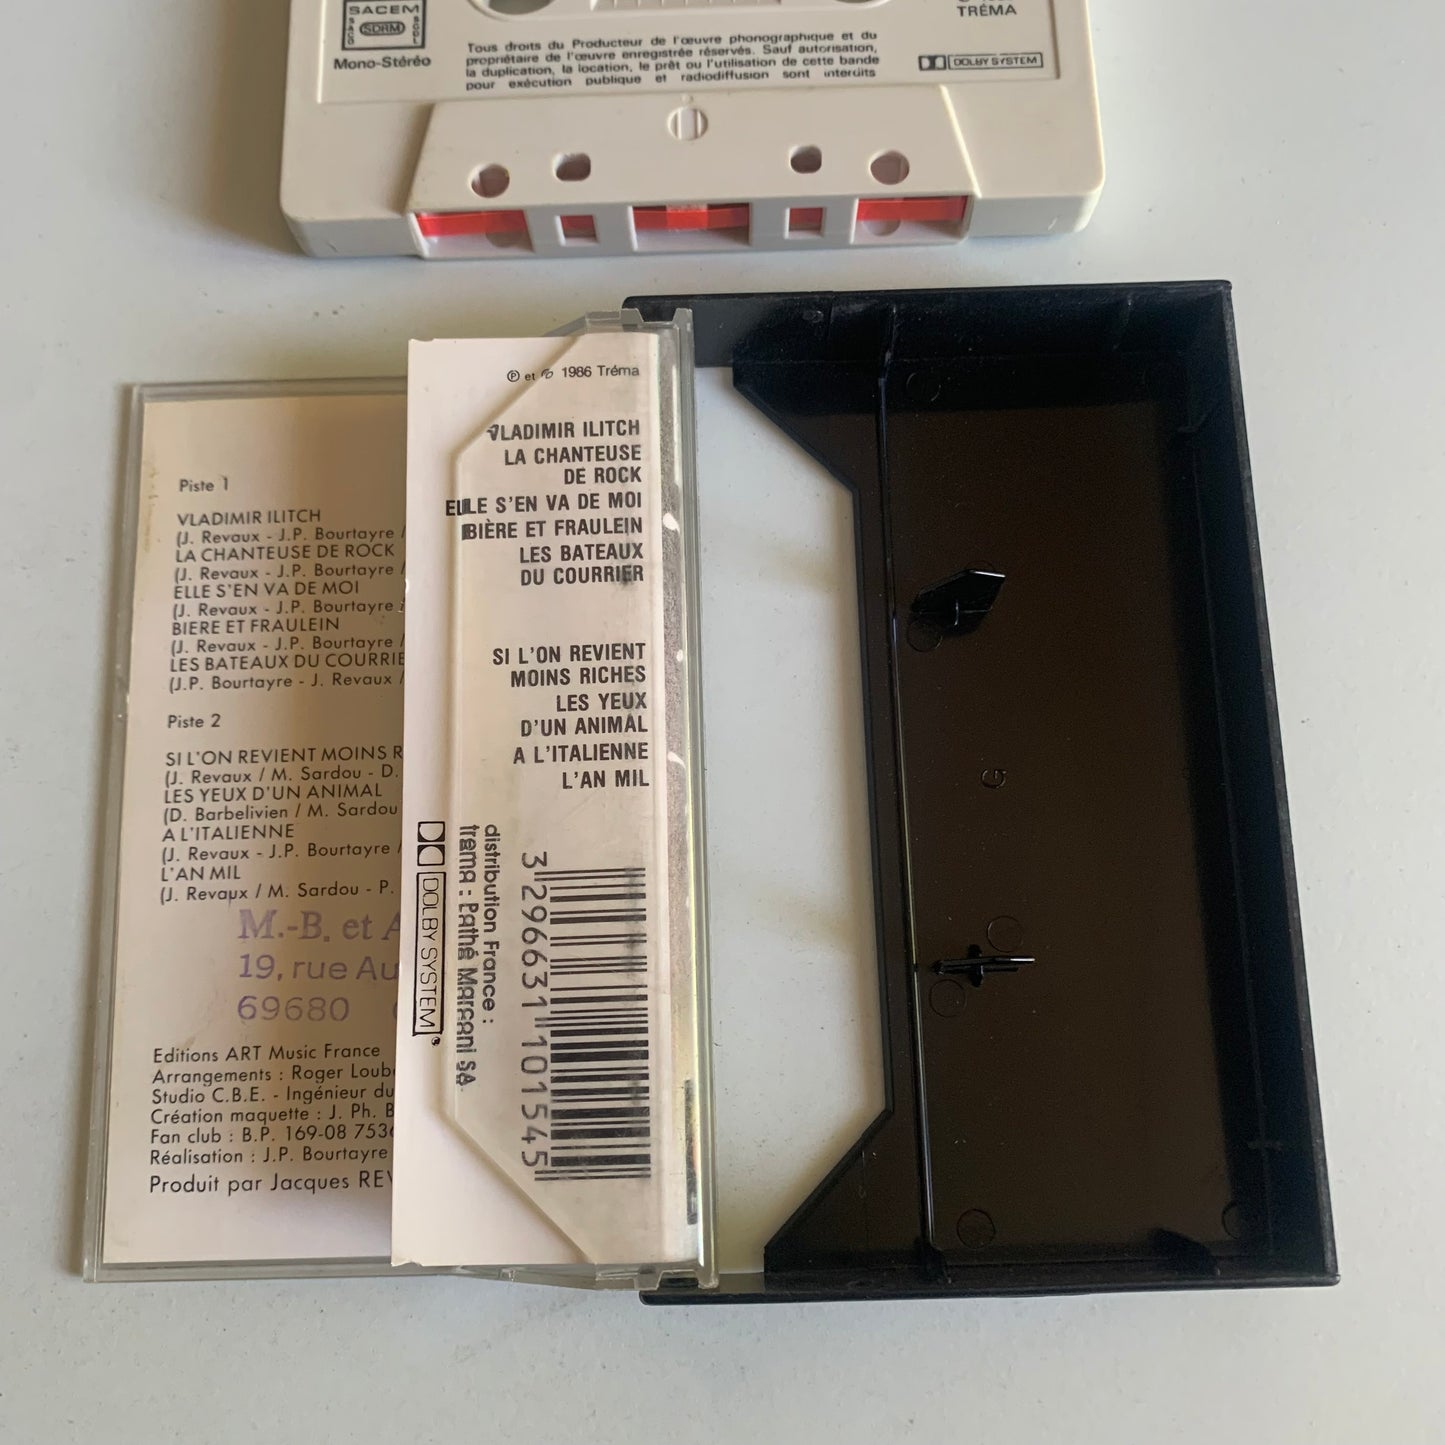 SACEM
SACD
SDRM
SCDL
Mono-Stéréo
TRÉMA
Tous droits du Producteur de l'œuvre phonographique et du
propriétaire de l'œuvre enregistrée réservés. Sauf autorisation,
la duplication, la location, le prêt ou l'utilisation de cette bande
pour exécution publique et radiodiffusion sont interdits
DOLBY SYSTEM
Piste 1
VLADIMIR ILITCH
(J. Revaux - J.P. Bourtayre /
LA CHANTEUSE DE ROCK
(J. Revaux - J.P. Bourtayre /
ELLE S'EN VA DE MOI
(J. Revaux - J.P. Bourtayre
BIERE ET FRAULEIN
(J. Revaux - J.P. Bourtayre /
LES BATEAUX DU COURRIE
(J.P. Bourtayre - J. Revaux /
Piste 2
SI L'ON REVIENT MOINS R
(J. Revaux / M. Sardou - D.
LES YEUX D'UN ANIMAL
(D. Barbelivien / M. Sardou
A L'ITALIENNE
(J. Revaux - J.P. Bourtayre /
L'AN MIL
(J. Revaux / M. Sardou - P.
M.-B. et A
19, rue Au
69680
Editions ART Music France
Arrangements : Roger Loub
Studio C.B.E. - Ingénieur du
Création maquette : J. Ph. B
Fan club : B.P. 169-08 7536
Réalisation : J.P. Bourtayre
Produit par Jacques REV
℗ et © 1986 Tréma
VLADIMIR ILITCH
LA CHANTEUSE
DE ROCK
ELLE S'EN VA DE MOI
BIÈRE ET FRAULEIN
LES BATEAUX
DU COURRIER
SI L'ON REVIENT
MOINS RICHES
LES YEUX
D'UN ANIMAL
A L'ITALIENNE
L'AN MIL
distribution France :
trema : Pathé Marconi SA
DOLBY SYSTEM
3 296631 101545
G